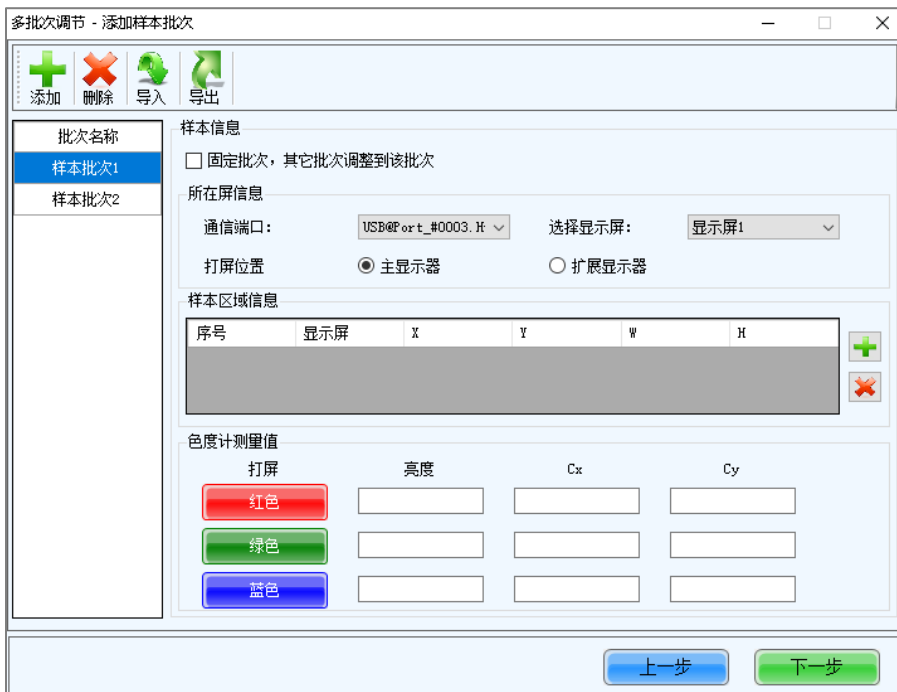 多批次调节 - 添加样本批次
添加 删除 导入 导出
批次名称
样本批次1
样本批次2
样本信息
固定批次，其它批次调整到该批次
所在屏信息
通信端口： USB@Port_#0003.H 选择显示屏： 显示屏1
打屏位置 主显示器 扩展显示器
样本区域信息
序号 显示屏 X Y W H
色度计测量值
打屏 亮度 Cx Cy
红色
绿色
蓝色
上一步 下一步